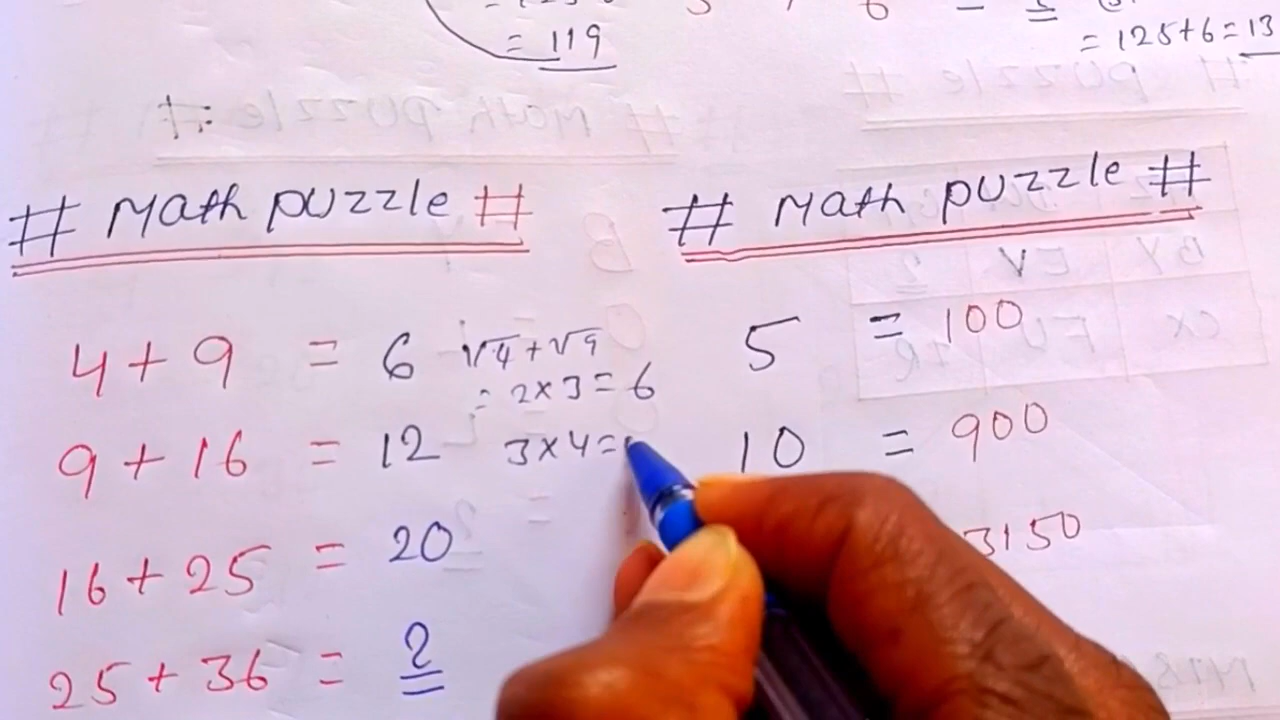 = 119
= 125+6=13
# Math puzzle #
4 + 9 = 6 √4 + √9
= 2×3 = 6
9 + 16 = 12 3×4=
16 + 25 = 20
25 + 36 = ?
# Math puzzle #
5 = 100
10 = 900
3150